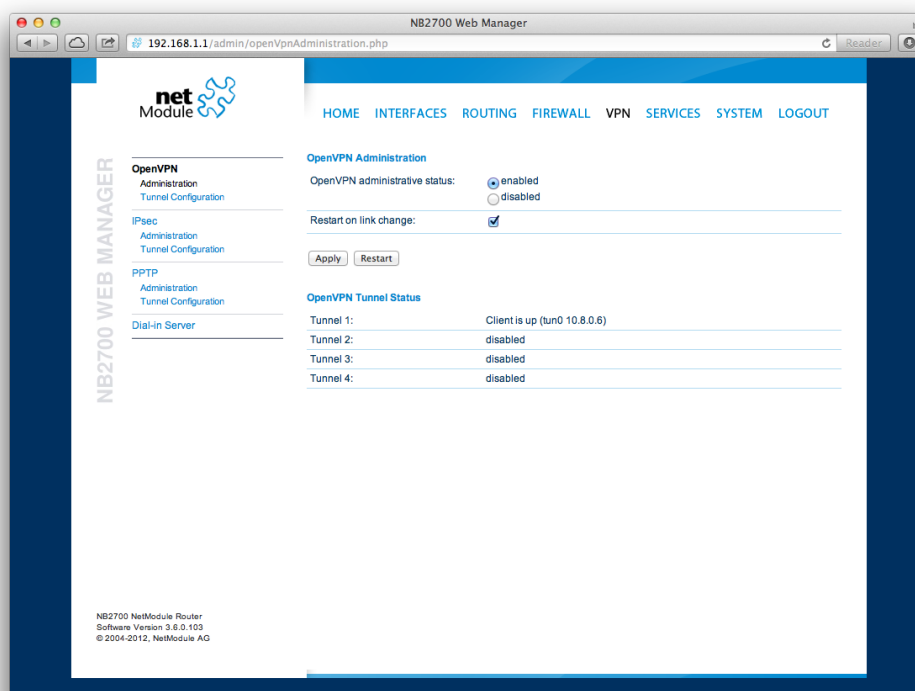 NB2700 Web Manager
192.168.1.1/admin/openVpnAdministration.php
Reader
net
Module
HOME INTERFACES ROUTING FIREWALL VPN SERVICES SYSTEM LOGOUT
NB2700 WEB MANAGER
OpenVPN
Administration
Tunnel Configuration
IPsec
Administration
Tunnel Configuration
PPTP
Administration
Tunnel Configuration
Dial-in Server
OpenVPN Administration
OpenVPN administrative status:
enabled
disabled
Restart on link change:
Apply Restart
OpenVPN Tunnel Status
Tunnel 1: Client is up (tun0 10.8.0.6)
Tunnel 2: disabled
Tunnel 3: disabled
Tunnel 4: disabled
NB2700 NetModule Router
Software Version 3.6.0.103
© 2004-2012, NetModule AG